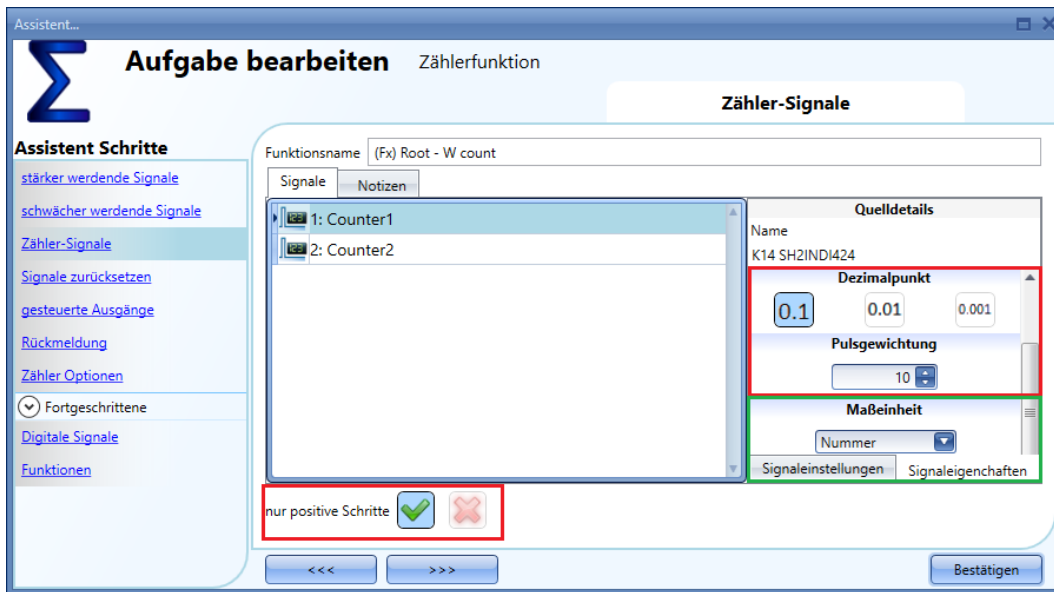 Assistent...
Aufgabe bearbeiten Zählerfunktion
Zähler-Signale
Assistent Schritte
stärker werdende Signale
schwächer werdende Signale
Zähler-Signale
Signale zurücksetzen
gesteuerte Ausgänge
Rückmeldung
Zähler Optionen
Fortgeschrittene
Digitale Signale
Funktionen
Funktionsname (Fx) Root - W count
Signale Notizen
123 1: Counter1
123 2: Counter2
Quelldetails
Name
K14 SH2INDI424
Dezimalpunkt
0.1 0.01 0.001
Pulsgewichtung
10
Maßeinheit
Nummer
Signaleinstellungen Signaleigenschaften
nur positive Schritte
<<< >>> Bestätigen